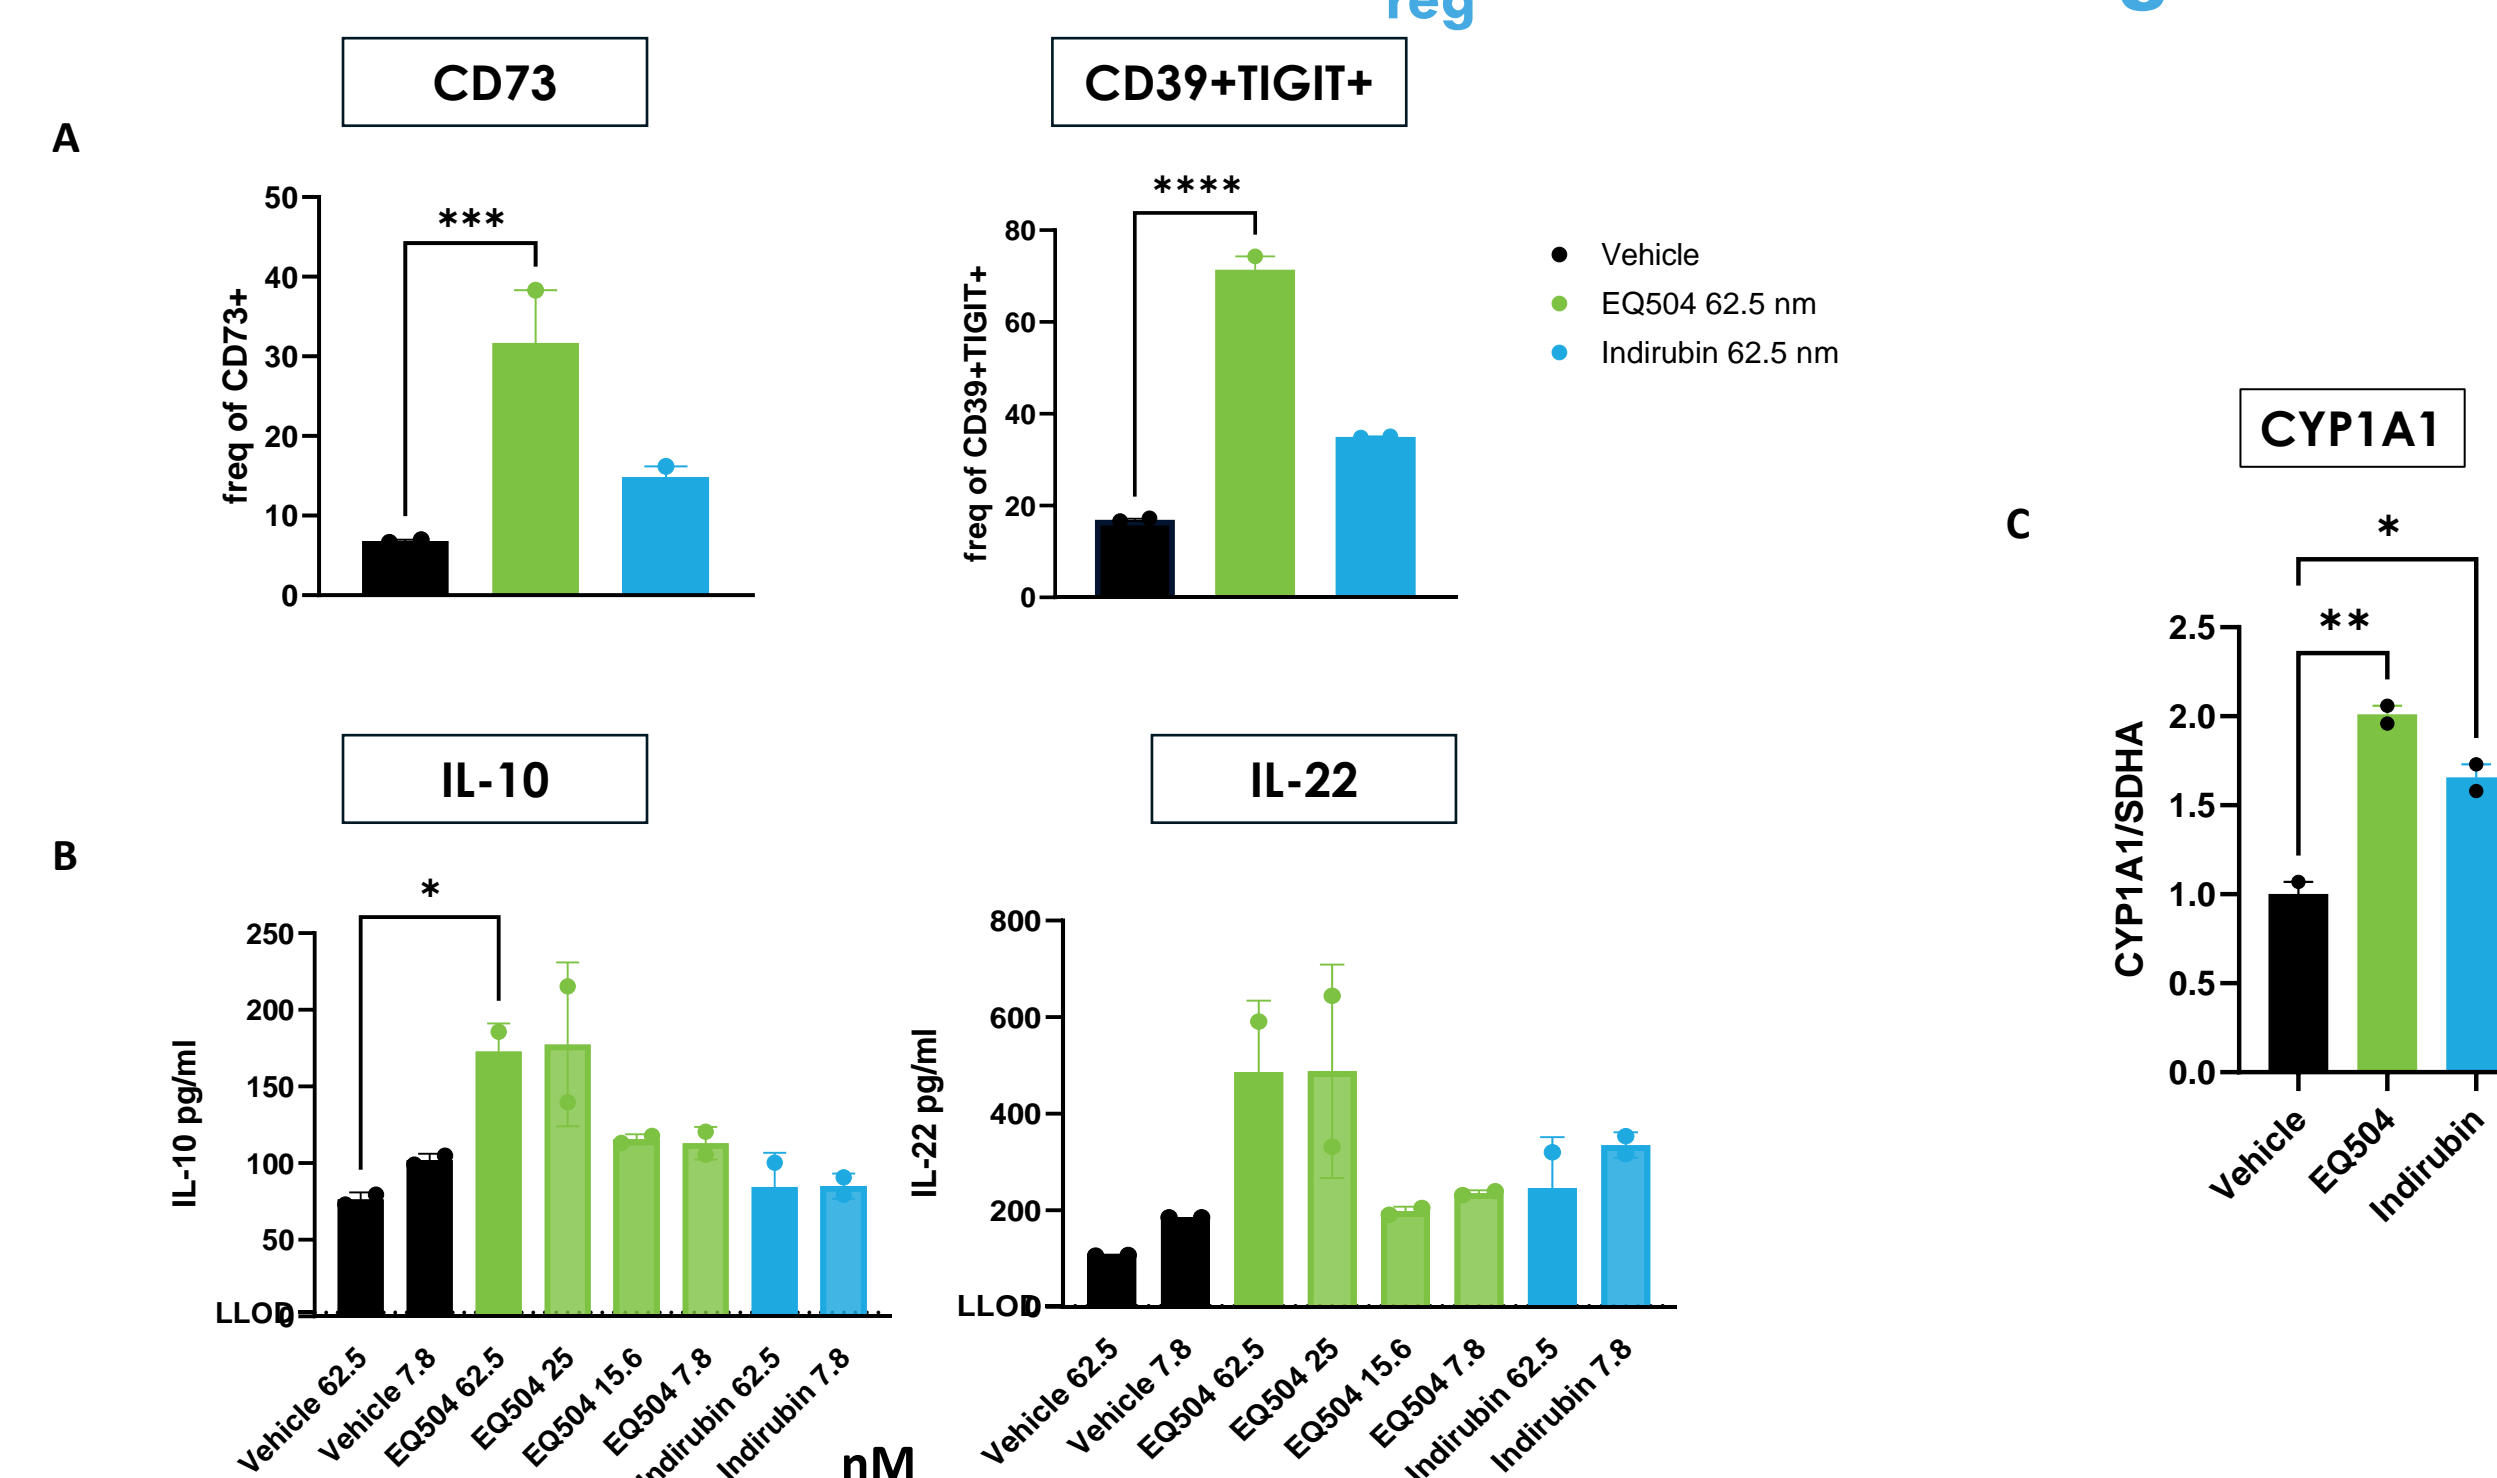 reg
CD73
CD39+TIGIT+
A
***
50
40
30
20
10
0
freq of CD73+
****
80
60
40
20
0
freq of CD39+TIGIT+
Vehicle
EQ504 62.5 nm
Indirubin 62.5 nm
IL-10
IL-22
B
*
250
200
150
100
50
0
LLOD
IL-10 pg/ml
Vehicle 62.5
Vehicle 7.8
EQ504 62.5
EQ504 25
EQ504 15.6
EQ504 7.8
Indirubin 62.5
Indirubin 7.8
nM
800
600
400
200
0
LLOD
IL-22 pg/ml
Vehicle 62.5
Vehicle 7.8
EQ504 62.5
EQ504 25
EQ504 15.6
EQ504 7.8
Indirubin 62.5
Indirubin 7.8
CYP1A1
C
*
**
2.5
2.0
1.5
1.0
0.5
0.0
CYP1A1/SDHA
Vehicle
EQ504
Indirubin